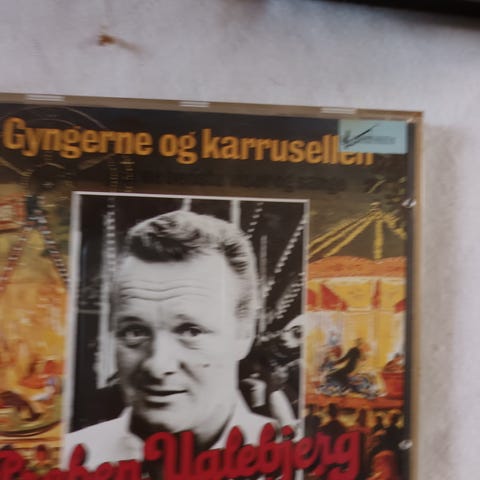 Gyngerne og karrusellen
Preben Uglebjerg